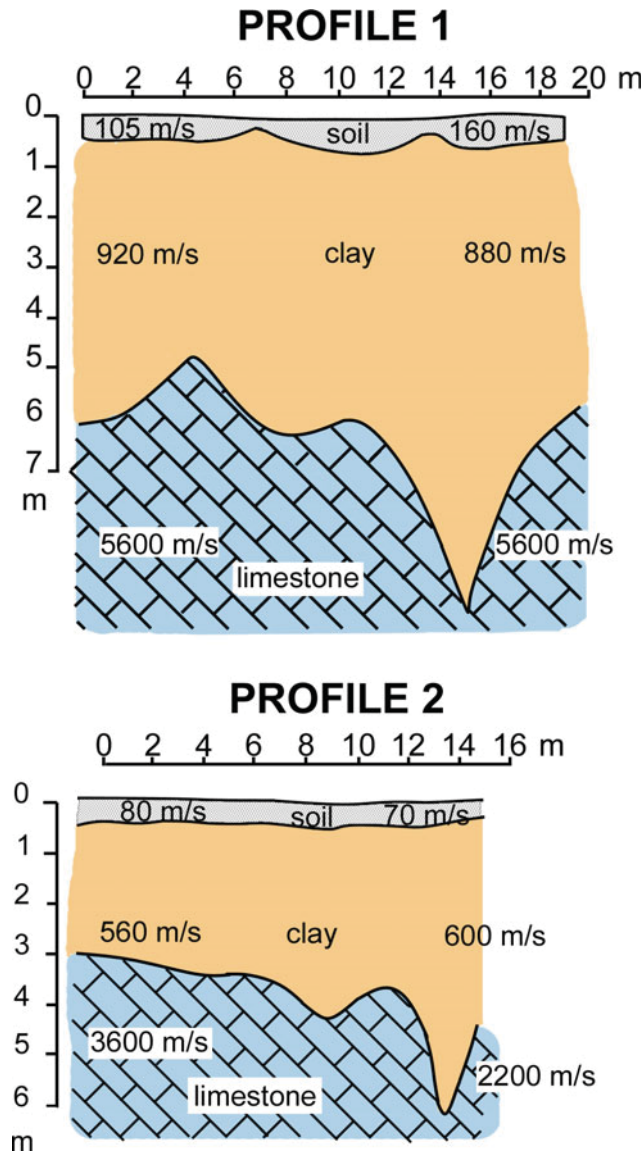 PROFILE 1
0 2 4 6 8 10 12 14 16 18 20 m
0
105 m/s soil 160 m/s
1
2
920 m/s clay 880 m/s
3
4
5
6
7
m
5600 m/s 5600 m/s
limestone
PROFILE 2
0 2 4 6 8 10 12 14 16 m
0
80 m/s soil 70 m/s
1
2
560 m/s clay 600 m/s
3
4
3600 m/s
5
2200 m/s
limestone
6
m